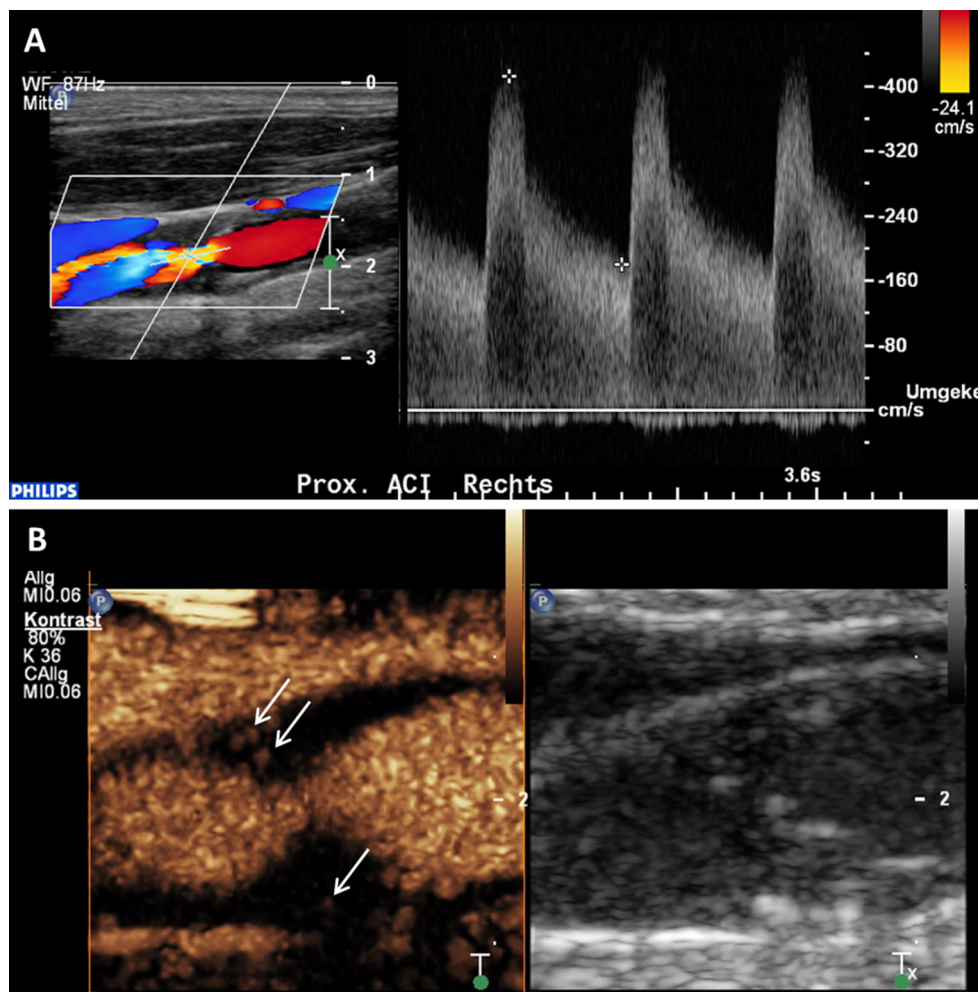 A
WF 87Hz
Mittel
P
0
1
x
2
3
-400
-320
-240
-160
-80
cm/s
-24.1
cm/s
Umgeke
3.6s
Prox. ACI Rechts
PHILIPS
B
Allg
MI0.06
Kontrast
80%
K 36
CAllg
MI0.06
P
2
P
2
x